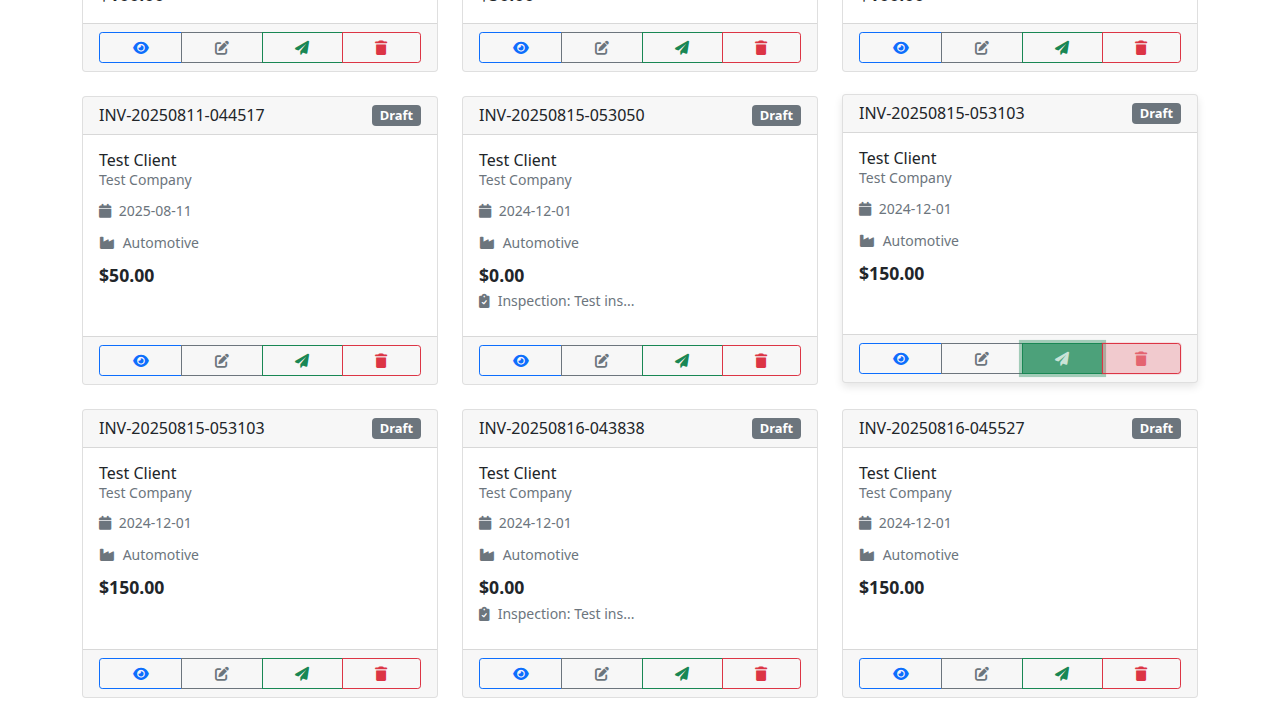 INV-20250811-044517 Draft
Test Client
Test Company
2025-08-11
Automotive
$50.00
INV-20250815-053050 Draft
Test Client
Test Company
2024-12-01
Automotive
$0.00
Inspection: Test ins...
INV-20250815-053103 Draft
Test Client
Test Company
2024-12-01
Automotive
$150.00
INV-20250815-053103 Draft
Test Client
Test Company
2024-12-01
Automotive
$150.00
INV-20250816-043838 Draft
Test Client
Test Company
2024-12-01
Automotive
$0.00
Inspection: Test ins...
INV-20250816-045527 Draft
Test Client
Test Company
2024-12-01
Automotive
$150.00